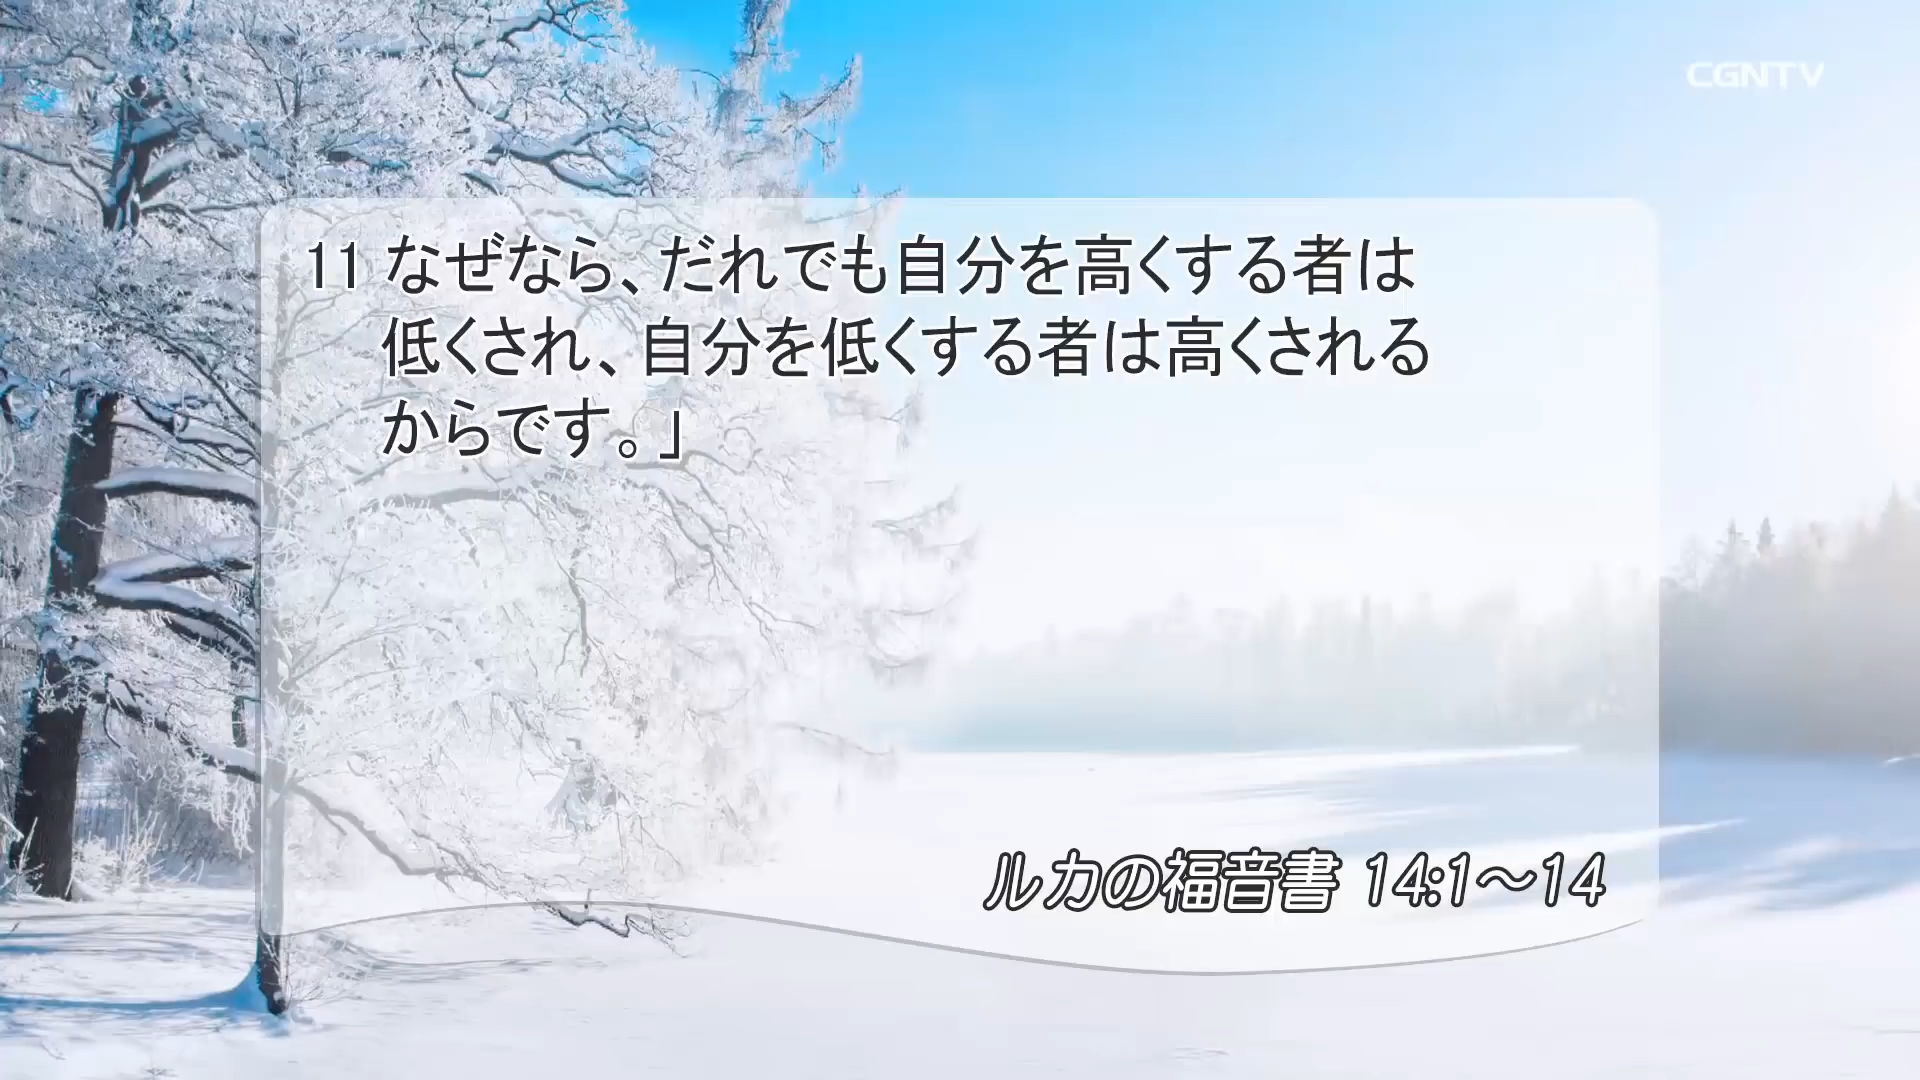 CGNTV
11 なぜなら、だれでも自分を高くする者は
低くされ、自分を低くする者は高くされる
からです。」
ルカの福音書 14:1〜14